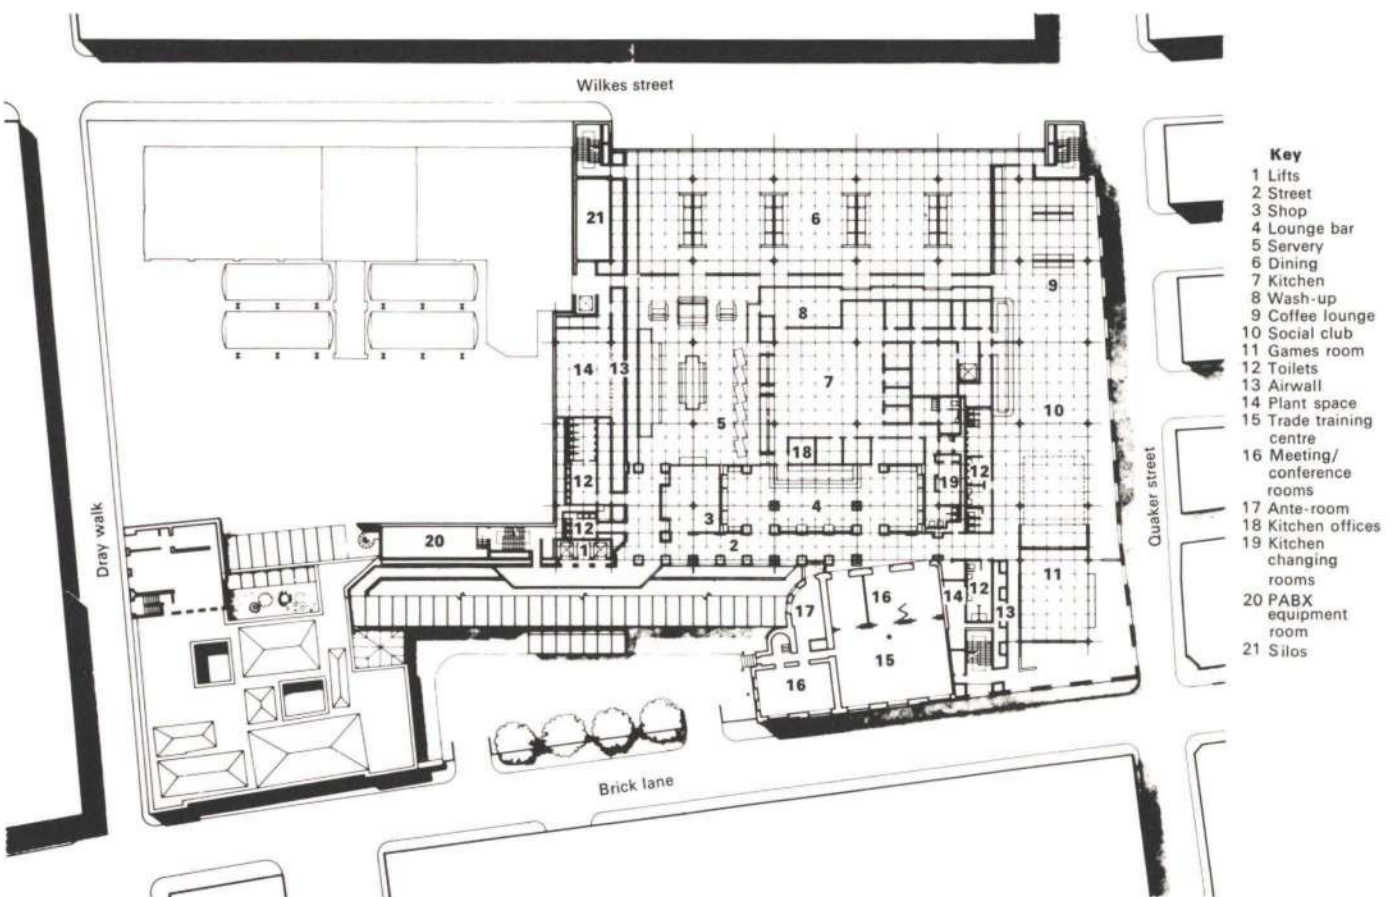 Wilkes street
21
6
9
8
14
13
7
10
5
18
12
19
12
3
4
12
2
20
1
11
16
14
12
13
17
15
16
Dray walk
Quaker street
Brick lane
Key
1 Lifts
2 Street
3 Shop
4 Lounge bar
5 Servery
6 Dining
7 Kitchen
8 Wash-up
9 Coffee lounge
10 Social club
11 Games room
12 Toilets
13 Airwall
14 Plant space
15 Trade training
centre
16 Meeting/
conference
rooms
17 Ante-room
18 Kitchen offices
19 Kitchen
changing
rooms
20 PABX
equipment
room
21 Silos